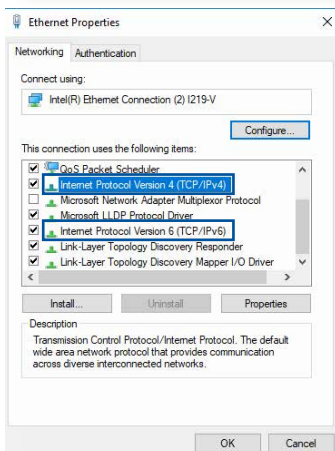 Ethernet Properties
Networking
Authentication
Connect using:
Intel(R) Ethernet Connection (2) I219-V
Configure...
This connection uses the following items:
QoS Packet Scheduler
Internet Protocol Version 4 (TCP/IPv4)
Microsoft Network Adapter Multiplexor Protocol
Microsoft LLDP Protocol Driver
Internet Protocol Version 6 (TCP/IPv6)
Link-Layer Topology Discovery Responder
Link-Layer Topology Discovery Mapper I/O Driver
Install...
Uninstall
Properties
Description
Transmission Control Protocol/Internet Protocol. The default
wide area network protocol that provides communication
across diverse interconnected networks.
OK
Cancel